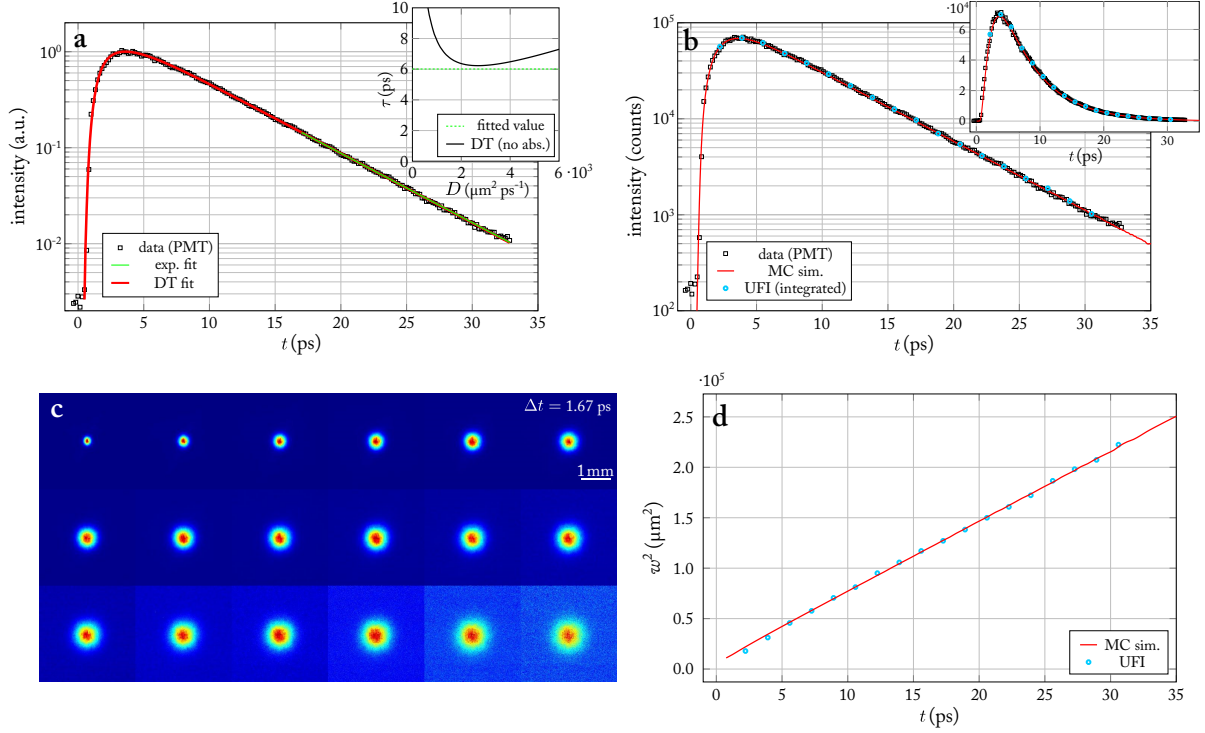 a
10⁰
10⁻¹
10⁻²
intensity (a.u.)
0 5 10 15 20 25 30 35
t (ps)
data (PMT)
exp. fit
DT fit
10
8
6
4
2
0
τ (ps)
fitted value
DT (no abs.)
0 6
·10³
D (µm² ps⁻¹)
b
10⁵
10⁴
10³
10²
intensity (counts)
0 5 10 15 20 25 30 35
t (ps)
data (PMT)
MC sim.
UFI (integrated)
·10⁴
6
4
2
0
0 10 20 30
t (ps)
c
Δt = 1.67 ps
1 mm
d
·10⁵
2.5
2.0
1.5
1.0
0.5
0.0
w² (µm²)
0 5 10 15 20 25 30 35
t (ps)
MC sim.
UFI